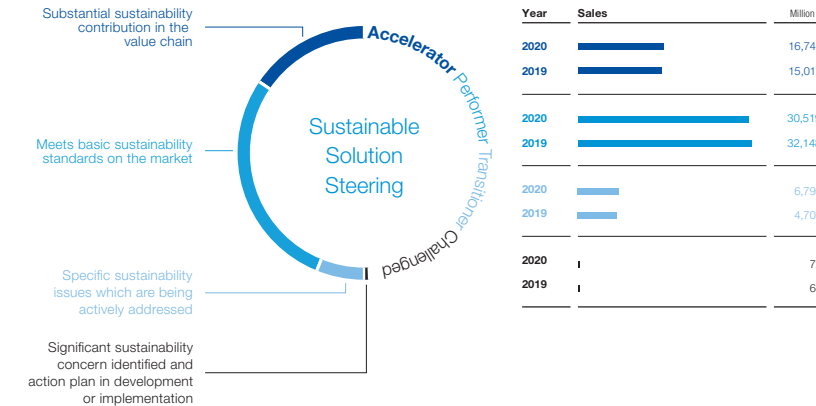 Substantial sustainability
contribution in the
value chain
Meets basic sustainability
standards on the market
Specific sustainability
issues which are being
actively addressed
Significant sustainability
concern identified and
action plan in development
or implementation
Sustainable
Solution
Steering
Accelerator
Performer
Transitioner
Challenged
Year Sales Million
2020
2019
2020
2019
2020
2019
2020
2019